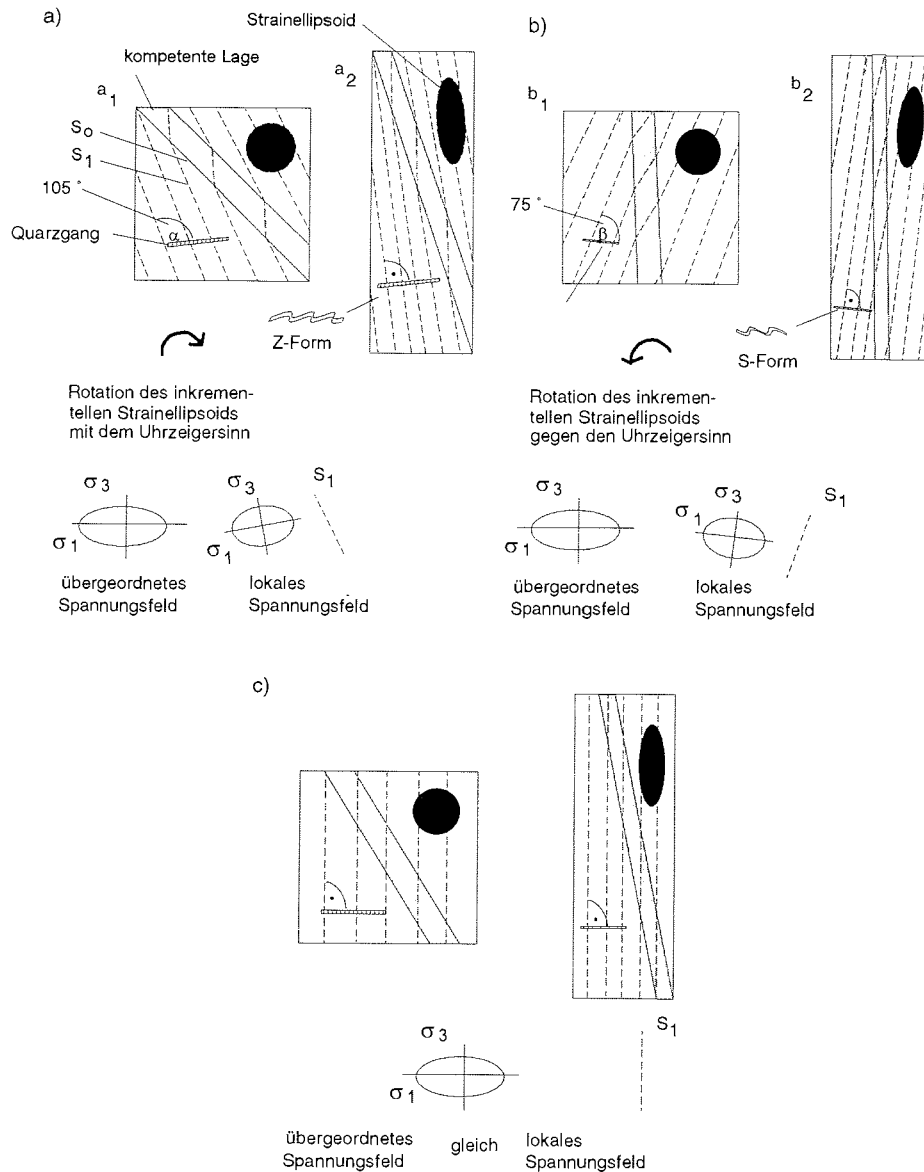 a)
Strainellipsoid
b)
kompetente Lage
a1
a2
b1
b2
S0
S1
105°
α
Quarzgang
75°
β
Z-Form
S-Form
Rotation des inkremen-
tellen Strainellipsoids
mit dem Uhrzeigersinn
Rotation des inkremen-
tellen Strainellipsoids
gegen den Uhrzeigersinn
σ3
σ1
σ3
σ1
S1
übergeordnetes
Spannungsfeld
lokales
Spannungsfeld
σ3
σ1
σ3
σ1
S1
übergeordnetes
Spannungsfeld
lokales
Spannungsfeld
c)
σ3
σ1
S1
übergeordnetes gleich lokales
Spannungsfeld Spannungsfeld